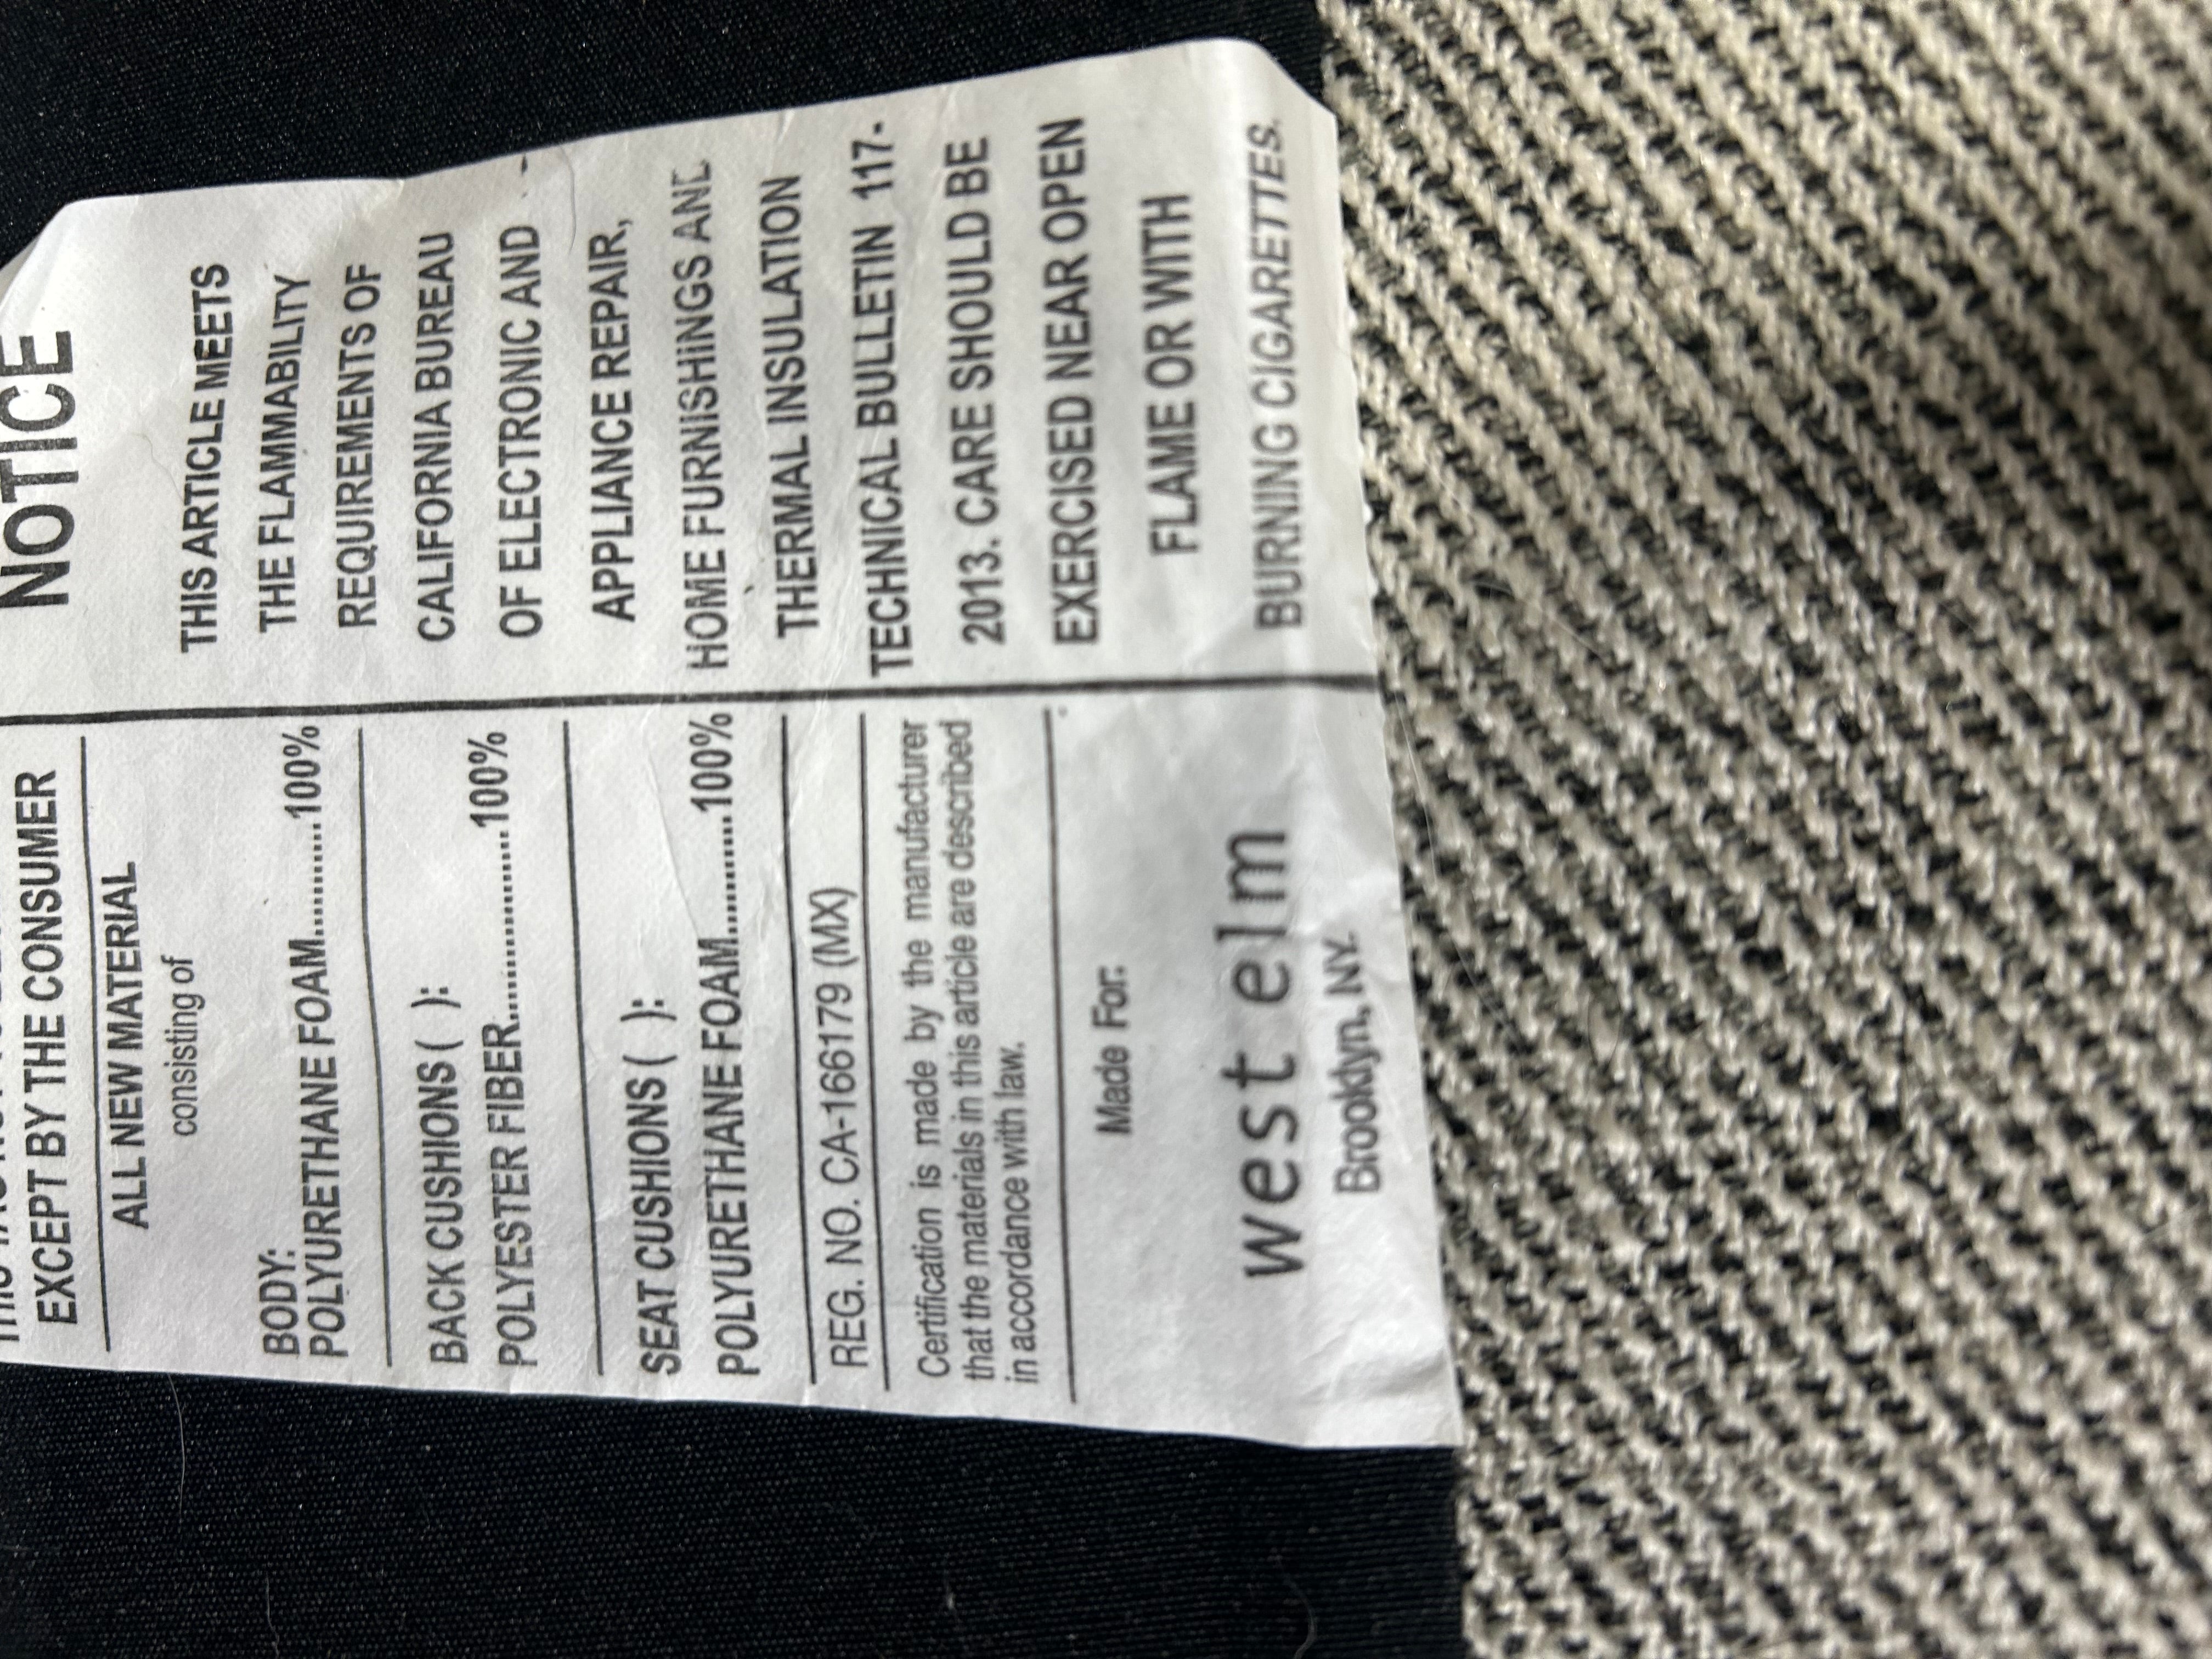 EXCEPT BY THE CONSUMER
ALL NEW MATERIAL
consisting of
BODY:
POLYURETHANE FOAM............100%
BACK CUSHIONS ( ):
POLYESTER FIBER....................100%
SEAT CUSHIONS ( ):
POLYURETHANE FOAM............100%
REG. NO. CA-166179 (MX)
Certification is made by the manufacturer
that the materials in this article are described
in accordance with law.
Made For:
west elm
Brooklyn, NY.
NOTICE
THIS ARTICLE MEETS
THE FLAMMABILITY
REQUIREMENTS OF
CALIFORNIA BUREAU
OF ELECTRONIC AND
APPLIANCE REPAIR,
HOME FURNISHINGS AND
THERMAL INSULATION
TECHNICAL BULLETIN 117-
2013. CARE SHOULD BE
EXERCISED NEAR OPEN
FLAME OR WITH
BURNING CIGARETTES.